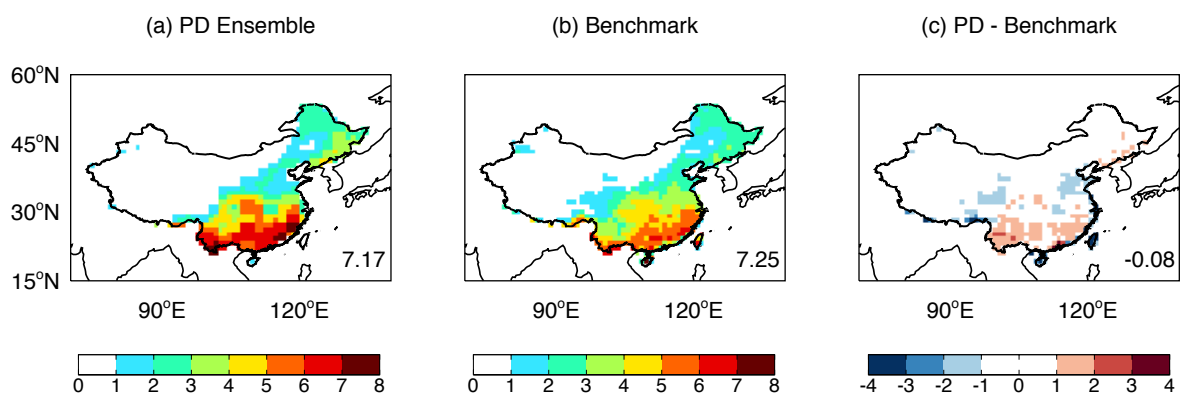 (a) PD Ensemble
(b) Benchmark
(c) PD - Benchmark
60°N
45°N
30°N
15°N
7.17
7.25
-0.08
90°E 120°E
90°E 120°E
90°E 120°E
0 1 2 3 4 5 6 7 8
0 1 2 3 4 5 6 7 8
-4 -3 -2 -1 0 1 2 3 4